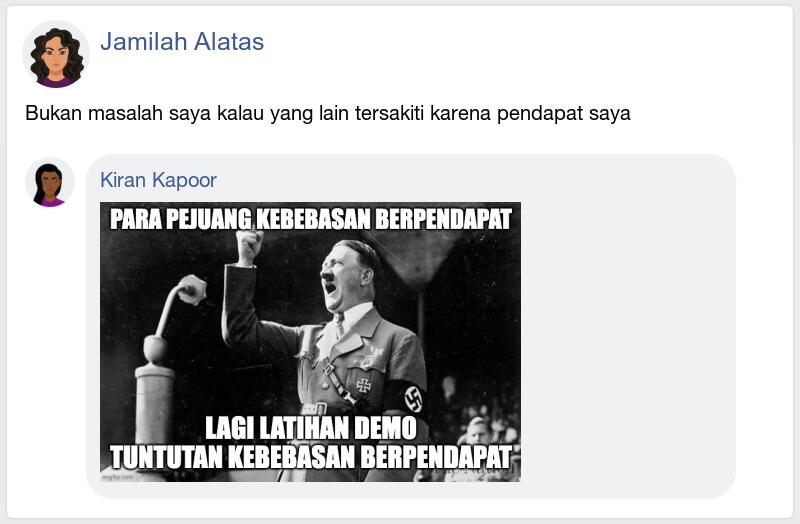 Jamilah Alatas
Bukan masalah saya kalau yang lain tersakiti karena pendapat saya
Kiran Kapoor
PARA PEJUANG KEBEBASAN BERPENDAPAT
LAGI LATIHAN DEMO
TUNTUTAN KEBEBASAN BERPENDAPAT
imgflip.com